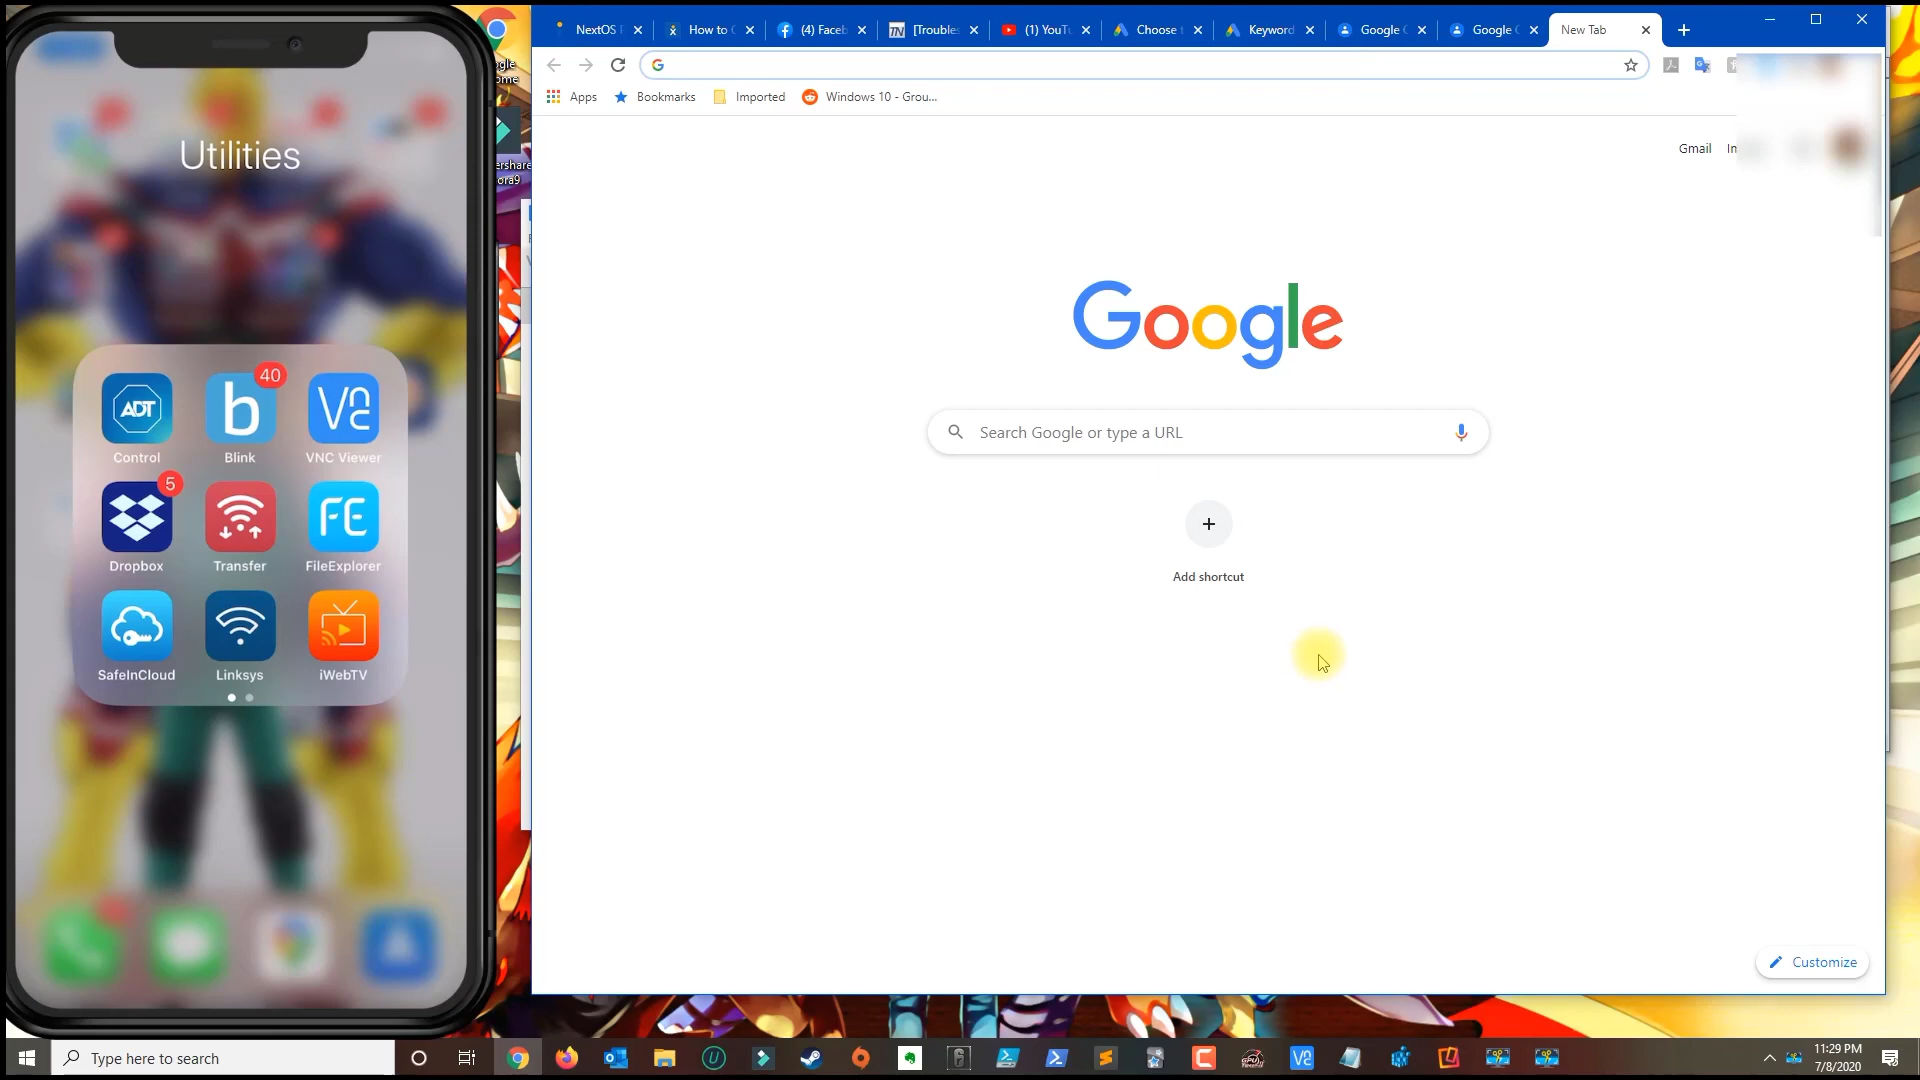 Utilities
ADT
Control
b
40
Blink
VNC Viewer
5
Dropbox
Transfer
FE
FileExplorer
SafeInCloud
Linksys
iWebTV
NextOS
How to
(4) Faceb
TN
[Trouble
(1) YouTu
Choose
Keyword
Google
Google
New Tab
Apps
Bookmarks
Imported
Windows 10 - Grou...
Gmail
Google
Search Google or type a URL
Add shortcut
Customize
Type here to search
11:29 PM
7/8/2020